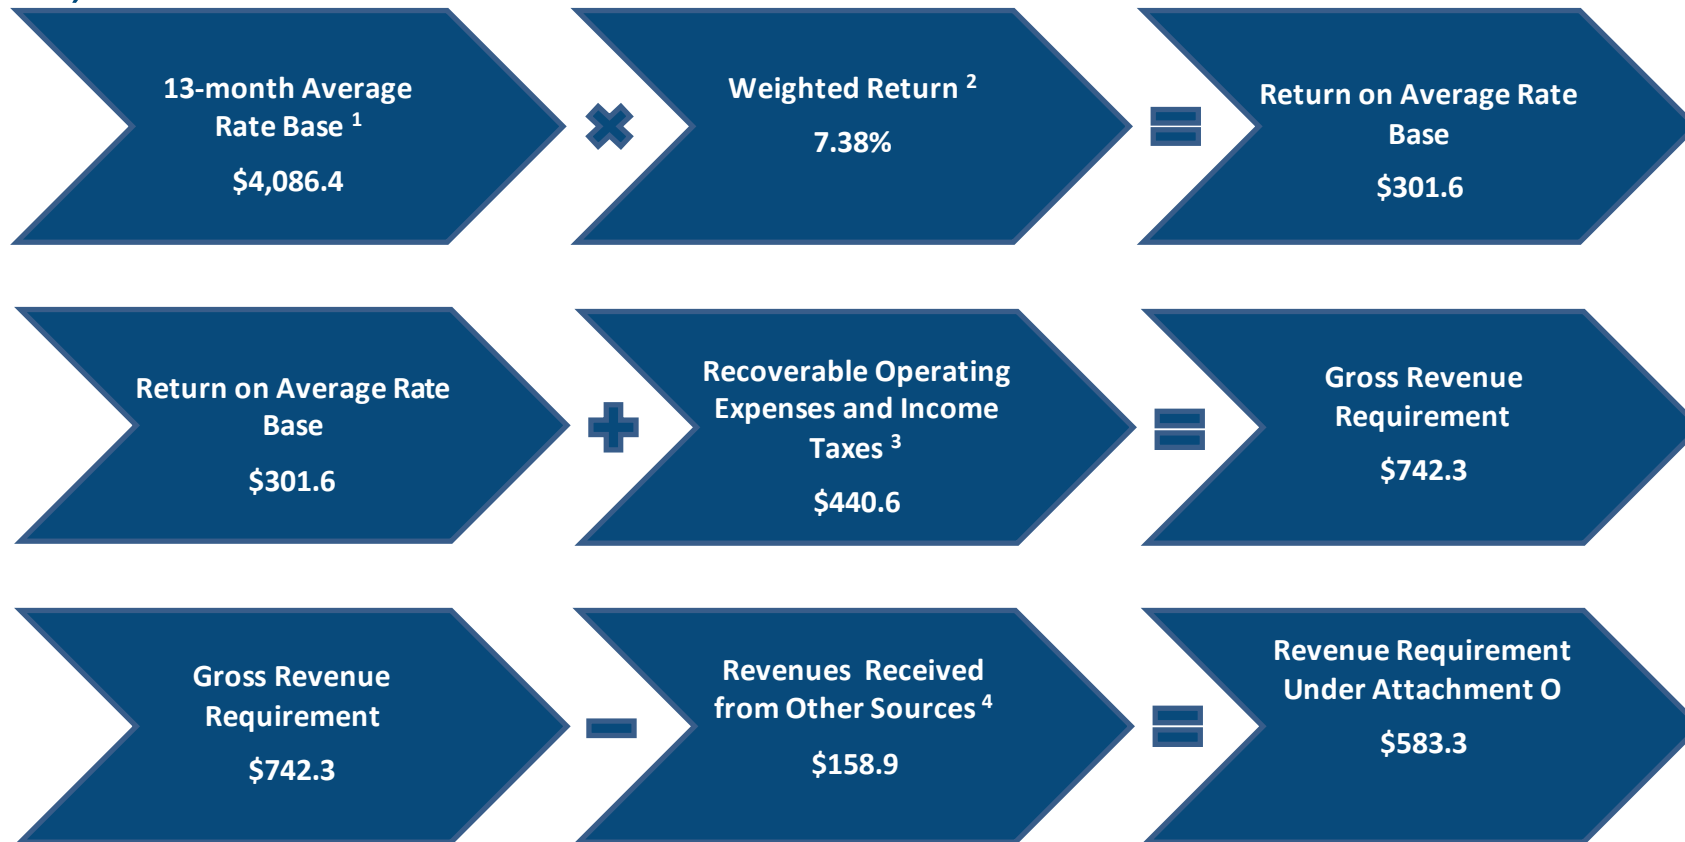 13-month Average
Rate Base 1
$4,086.4
Weighted Return 2
7.38%
Return on Average Rate
Base
$301.6
Return on Average Rate
Base
$301.6
Recoverable Operating
Expenses and Income
Taxes 3
$440.6
Gross Revenue
Requirement
$742.3
Gross Revenue
Requirement
$742.3
Revenues Received
from Other Sources 4
$158.9
Revenue Requirement
Under Attachment O
$583.3